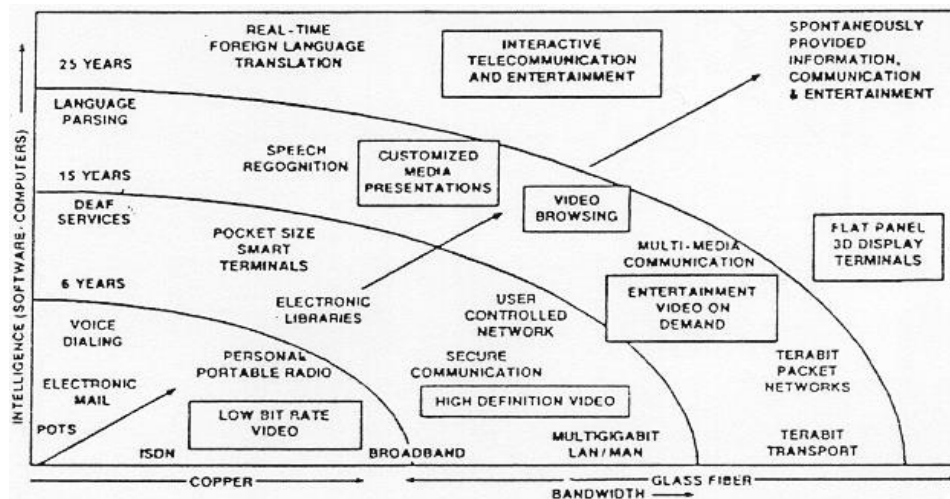 REAL-TIME
FOREIGN LANGUAGE
TRANSLATION
INTERACTIVE
TELECOMMUNICATION
AND ENTERTAINMENT
SPONTANEOUSLY
PROVIDED
INFORMATION,
COMMUNICATION
& ENTERTAINMENT
25 YEARS
LANGUAGE
PARSING
SPEECH
RECOGNITION
CUSTOMIZED
MEDIA
PRESENTATIONS
15 YEARS
DEAF
SERVICES
VIDEO
BROWSING
POCKET SIZE
SMART
TERMINALS
MULTI-MEDIA
COMMUNICATION
FLAT PANEL
3D DISPLAY
TERMINALS
6 YEARS
ELECTRONIC
LIBRARIES
USER
CONTROLLED
NETWORK
ENTERTAINMENT
VIDEO ON
DEMAND
VOICE
DIALING
PERSONAL
PORTABLE RADIO
SECURE
COMMUNICATION
TERABIT
PACKET
NETWORKS
ELECTRONIC
MAIL
LOW BIT RATE
VIDEO
HIGH DEFINITION VIDEO
POTS
ISDN
BROADBAND
MULTIGIGABIT
LAN/MAN
TERABIT
TRANSPORT
COPPER
GLASS FIBER
BANDWIDTH
INTELLIGENCE (SOFTWARE-COMPUTERS)